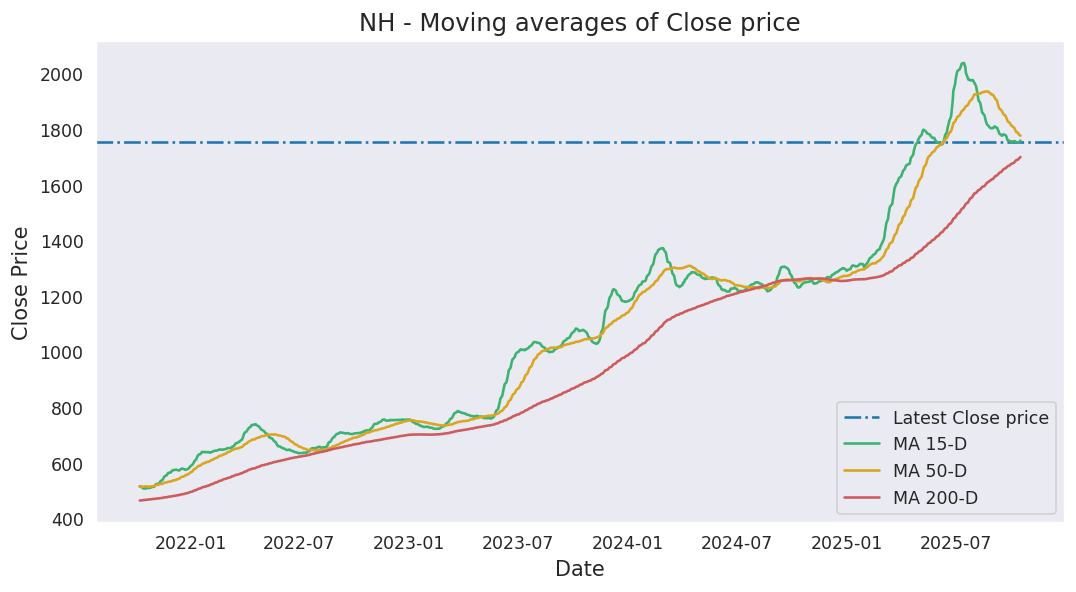 NH - Moving averages of Close price
2000
1800
1600
1400
1200
1000
800
600
400
Close Price
2022-01
2022-07
2023-01
2023-07
2024-01
2024-07
2025-01
2025-07
Date
Latest Close price
MA 15-D
MA 50-D
MA 200-D